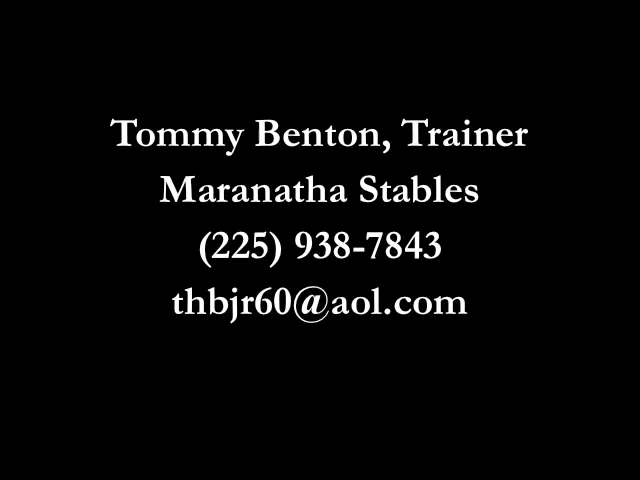 Tommy Benton, Trainer
Maranatha Stables
(225) 938-7843
thbjr60@aol.com